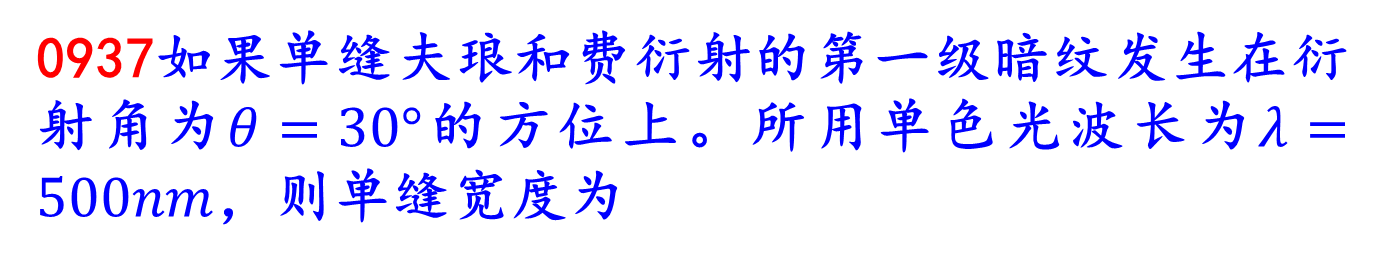 0937如果单缝夫琅和费衍射的第一级暗纹发生在衍
射角为θ = 30°的方位上。所用单色光波长为λ =
500nm，则单缝宽度为